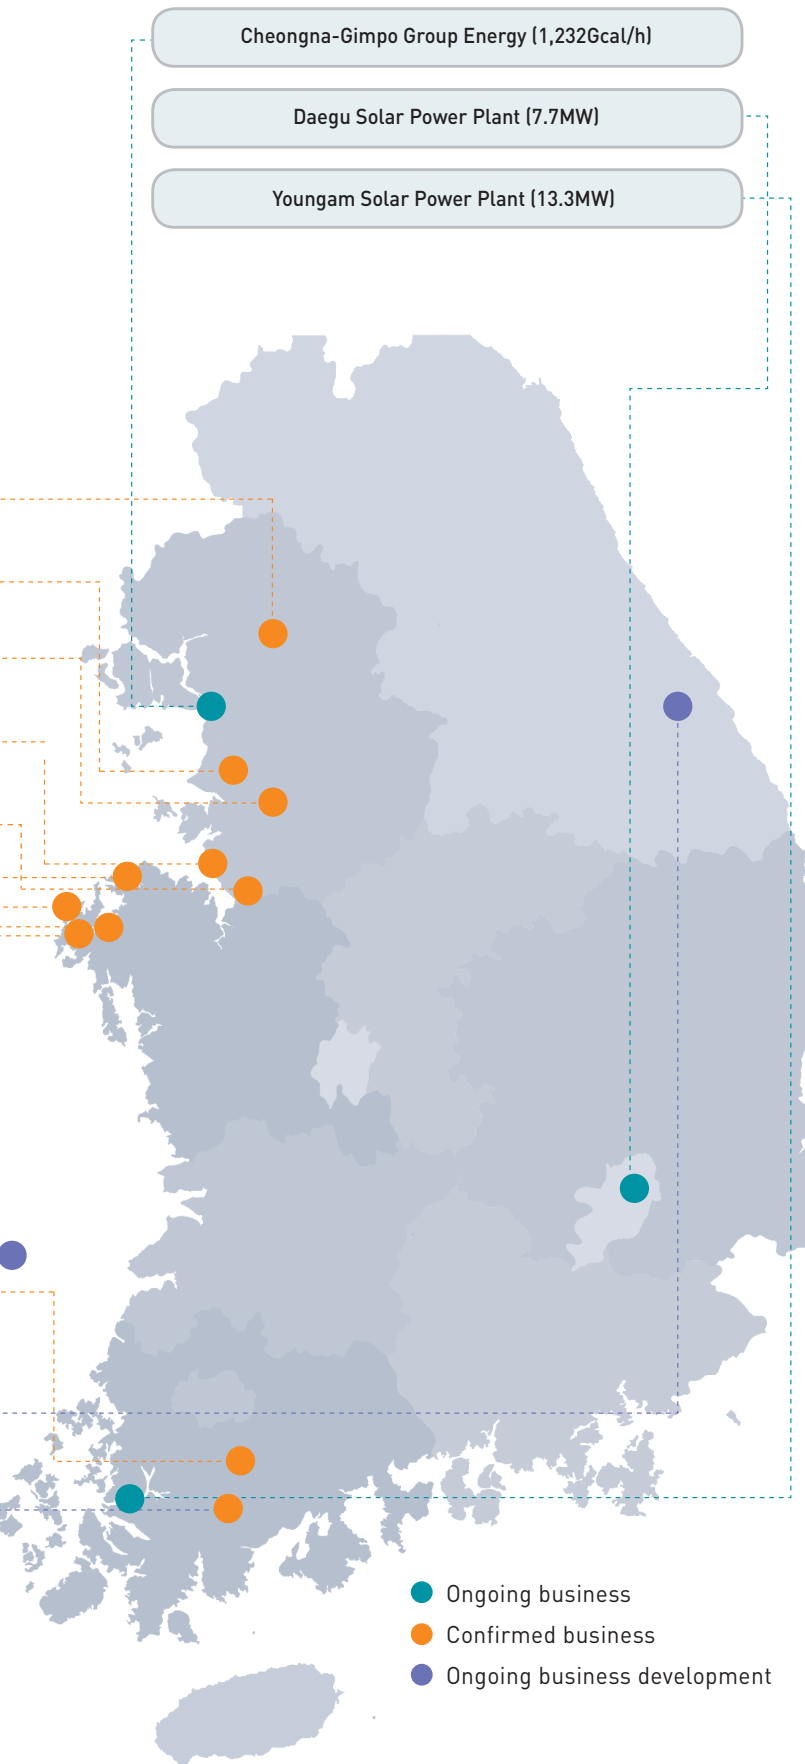 Cheongna-Gimpo Group Energy (1,232Gcal/h)
Daegu Solar Power Plant (7.7MW)
Youngam Solar Power Plant (13.3MW)
Ongoing business
Confirmed business
Ongoing business development